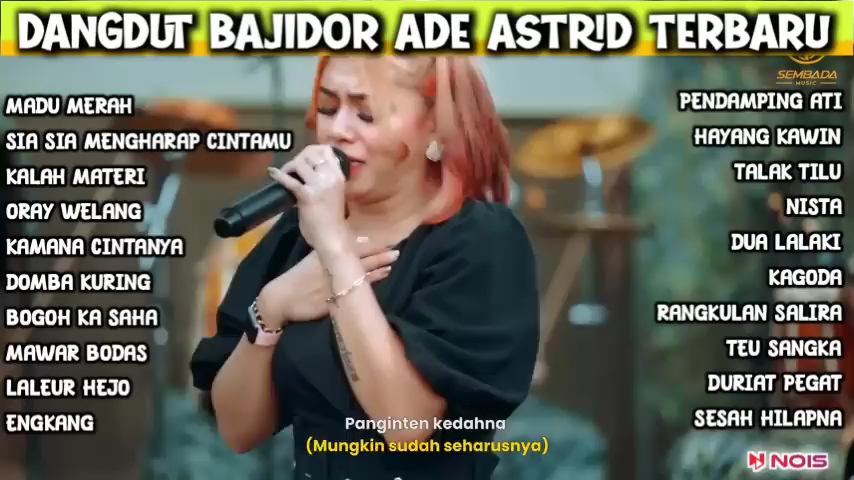 DANGDUT BAJIDOR ADE ASTRID TERBARU
SEMBADA
MUSIC
MADU MERAH
SIA SIA MENGHARAP CINTAMU
KALAH MATERI
ORAY WELANG
KAMANA CINTANYA
DOMBA KURING
BOGOH KA SAHA
MAWAR BODAS
LALEUR HEJO
ENGKANG
PENDAMPING ATI
HAYANG KAWIN
TALAK TILU
NISTA
DUA LALAKI
KAGODA
RANGKULAN SALIRA
TEU SANGKA
DURIAT PEGAT
SESAH HILAPNA
Panginten kedahna
(Mungkin sudah seharusnya)
NOIS